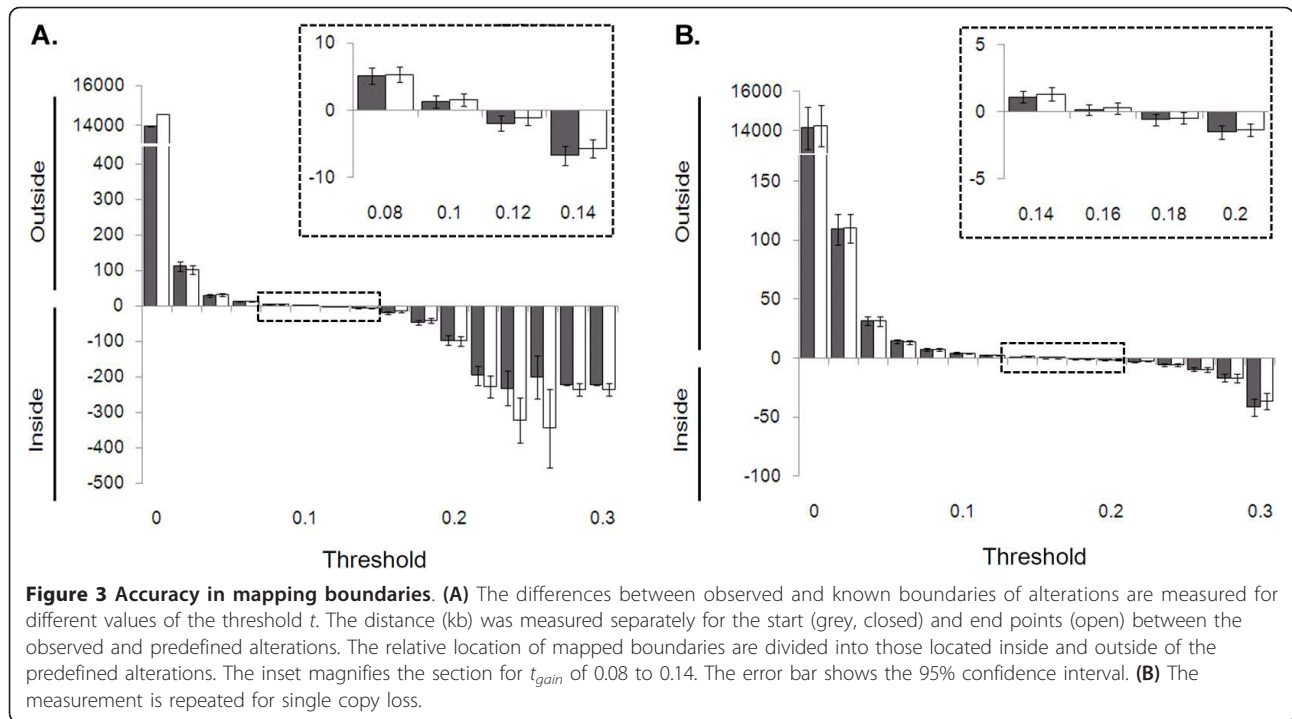 A.
16000
14000
400
300
200
100
0
-100
-200
-300
-400
-500
Outside
Inside
10
0
-10
0.08 0.1 0.12 0.14
0 0.1 0.2 0.3
Threshold
B.
16000
14000
150
100
50
0
-50
-100
Outside
Inside
5
0
-5
0.14 0.16 0.18 0.2
0 0.1 0.2 0.3
Threshold
Figure 3 Accuracy in mapping boundaries. (A) The differences between observed and known boundaries of alterations are measured for
different values of the threshold t. The distance (kb) was measured separately for the start (grey, closed) and end points (open) between the
observed and predefined alterations. The relative location of mapped boundaries are divided into those located inside and outside of the
predefined alterations. The inset magnifies the section for tgain of 0.08 to 0.14. The error bar shows the 95% confidence interval. (B) The
measurement is repeated for single copy loss.